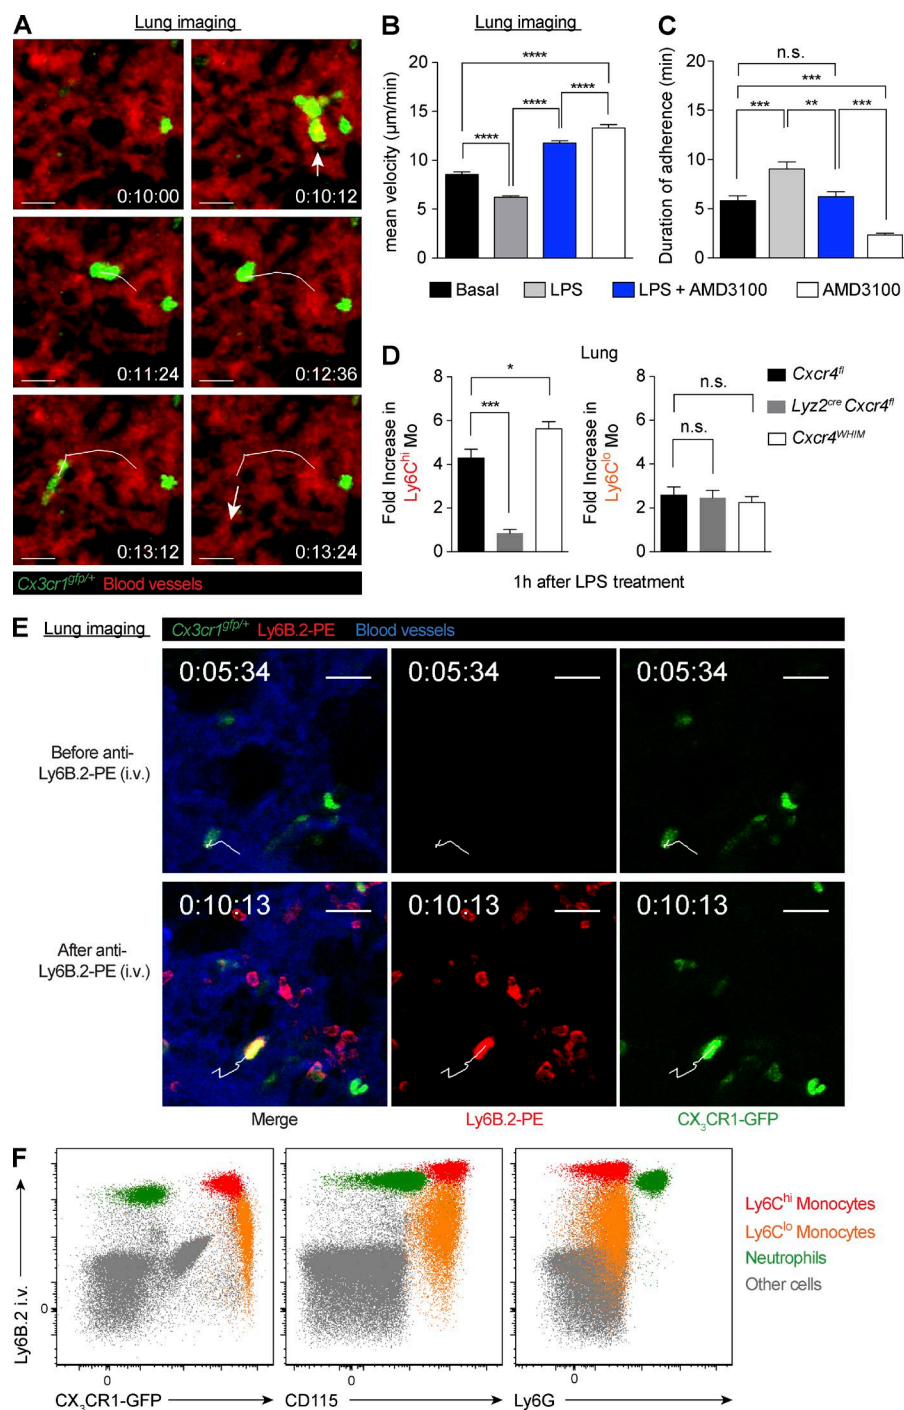 A
Lung imaging
0:10:00
0:10:12
0:11:24
0:12:36
0:13:12
0:13:24
Cx3cr1gfp/+ Blood vessels
B
Lung imaging
mean velocity (µm/min)
20
15
10
5
0
****
****
****
****
C
Duration of adherence (min)
20
15
10
5
0
n.s.
***
***
**
***
Basal
LPS
LPS + AMD3100
AMD3100
D
Lung
Fold Increase in
Ly6Chi Mo
8
6
4
2
0
*
***
Fold Increase in
Ly6Clo Mo
8
6
4
2
0
n.s.
n.s.
Cxcr4fl
Lyz2cre Cxcr4fl
Cxcr4WHIM
1h after LPS treatment
E
Lung imaging
Cx3cr1gfp/+ Ly6B.2-PE Blood vessels
Before anti-
Ly6B.2-PE (i.v.)
0:05:34
0:05:34
0:05:34
After anti-
Ly6B.2-PE (i.v.)
0:10:13
0:10:13
0:10:13
Merge
Ly6B.2-PE
CX3CR1-GFP
F
Ly6B.2 i.v.
0
0
CX3CR1-GFP
0
CD115
0
Ly6G
Ly6Chi Monocytes
Ly6Clo Monocytes
Neutrophils
Other cells